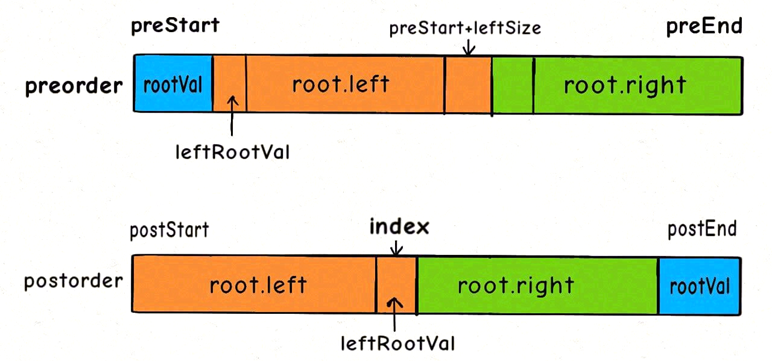 preStart
preStart+leftSize
preEnd
preorder
rootVal
root.left
root.right
leftRootVal
postStart
index
postEnd
postorder
root.left
root.right
rootVal
leftRootVal